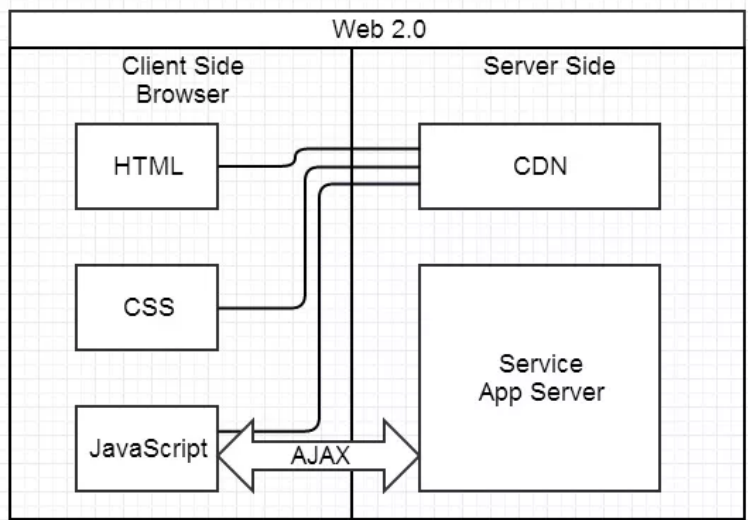 Web 2.0
Client Side
Browser
Server Side
HTML
CDN
CSS
Service
App Server
JavaScript
AJAX